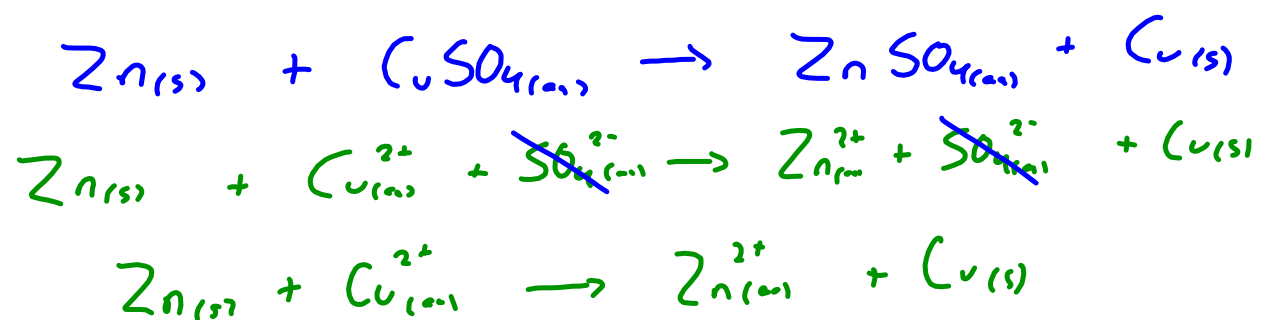 Zn(s) + CuSO₄(aq) → ZnSO₄(aq) + Cu(s)
Zn(s) + Cu²⁺(aq) + SO₄²⁻(aq) → Zn²⁺(aq) + SO₄²⁻(aq) + Cu(s)
Zn(s) + Cu²⁺(aq) → Zn²⁺(aq) + Cu(s)